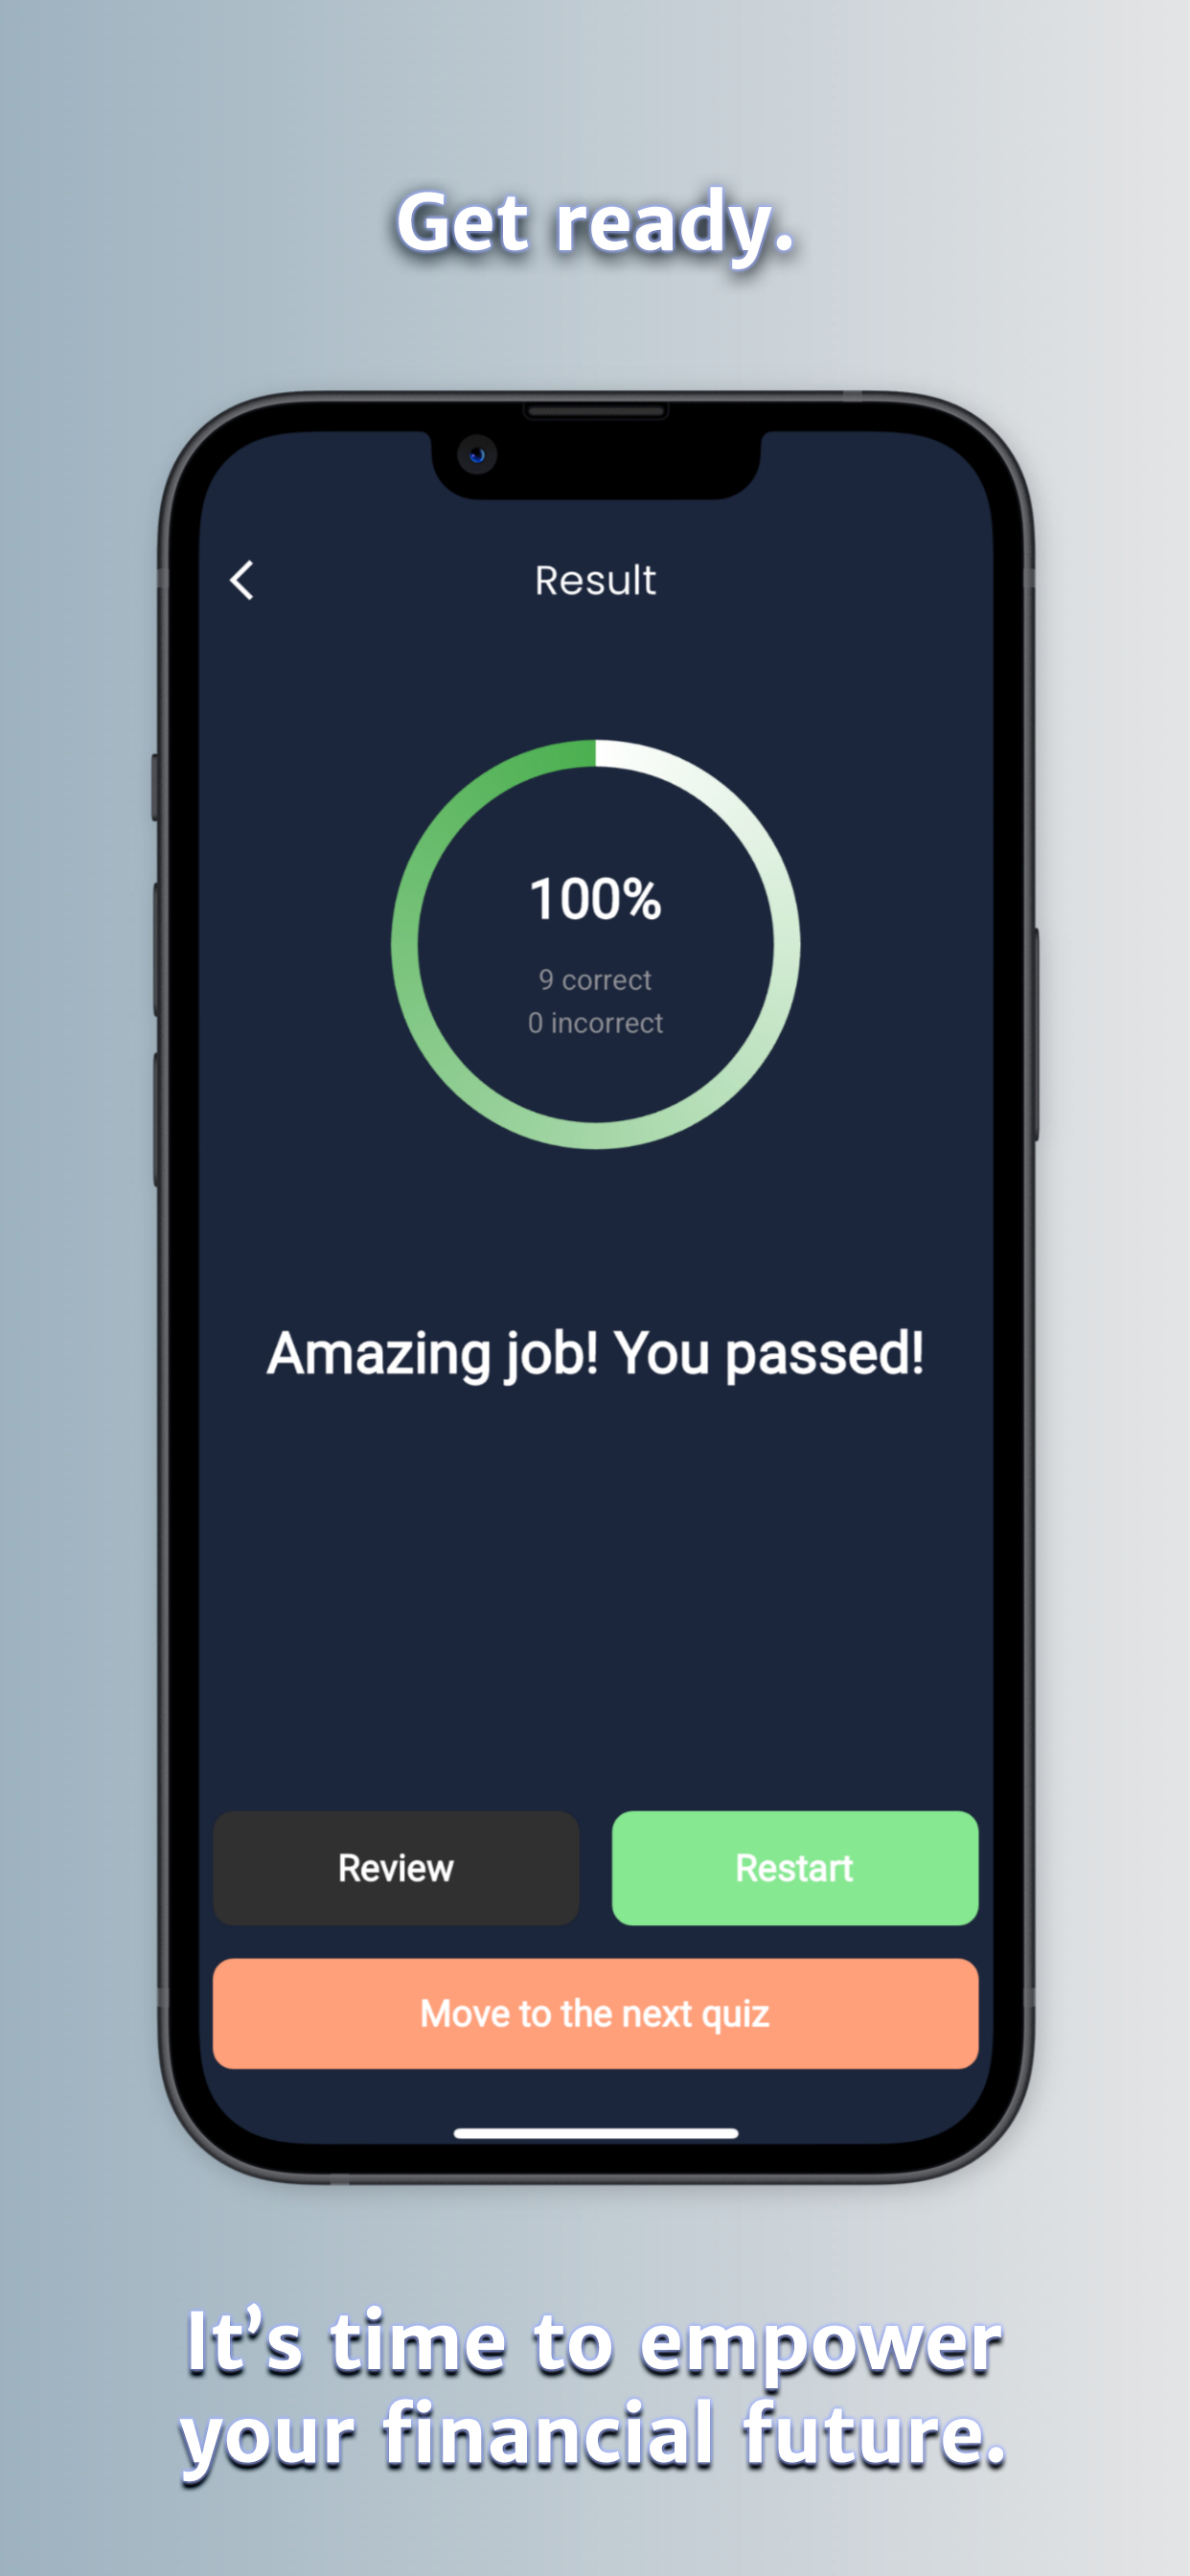 Get ready.
Result
100%
9 correct
0 incorrect
Amazing job! You passed!
Review
Restart
Move to the next quiz
It’s time to empower
your financial future.